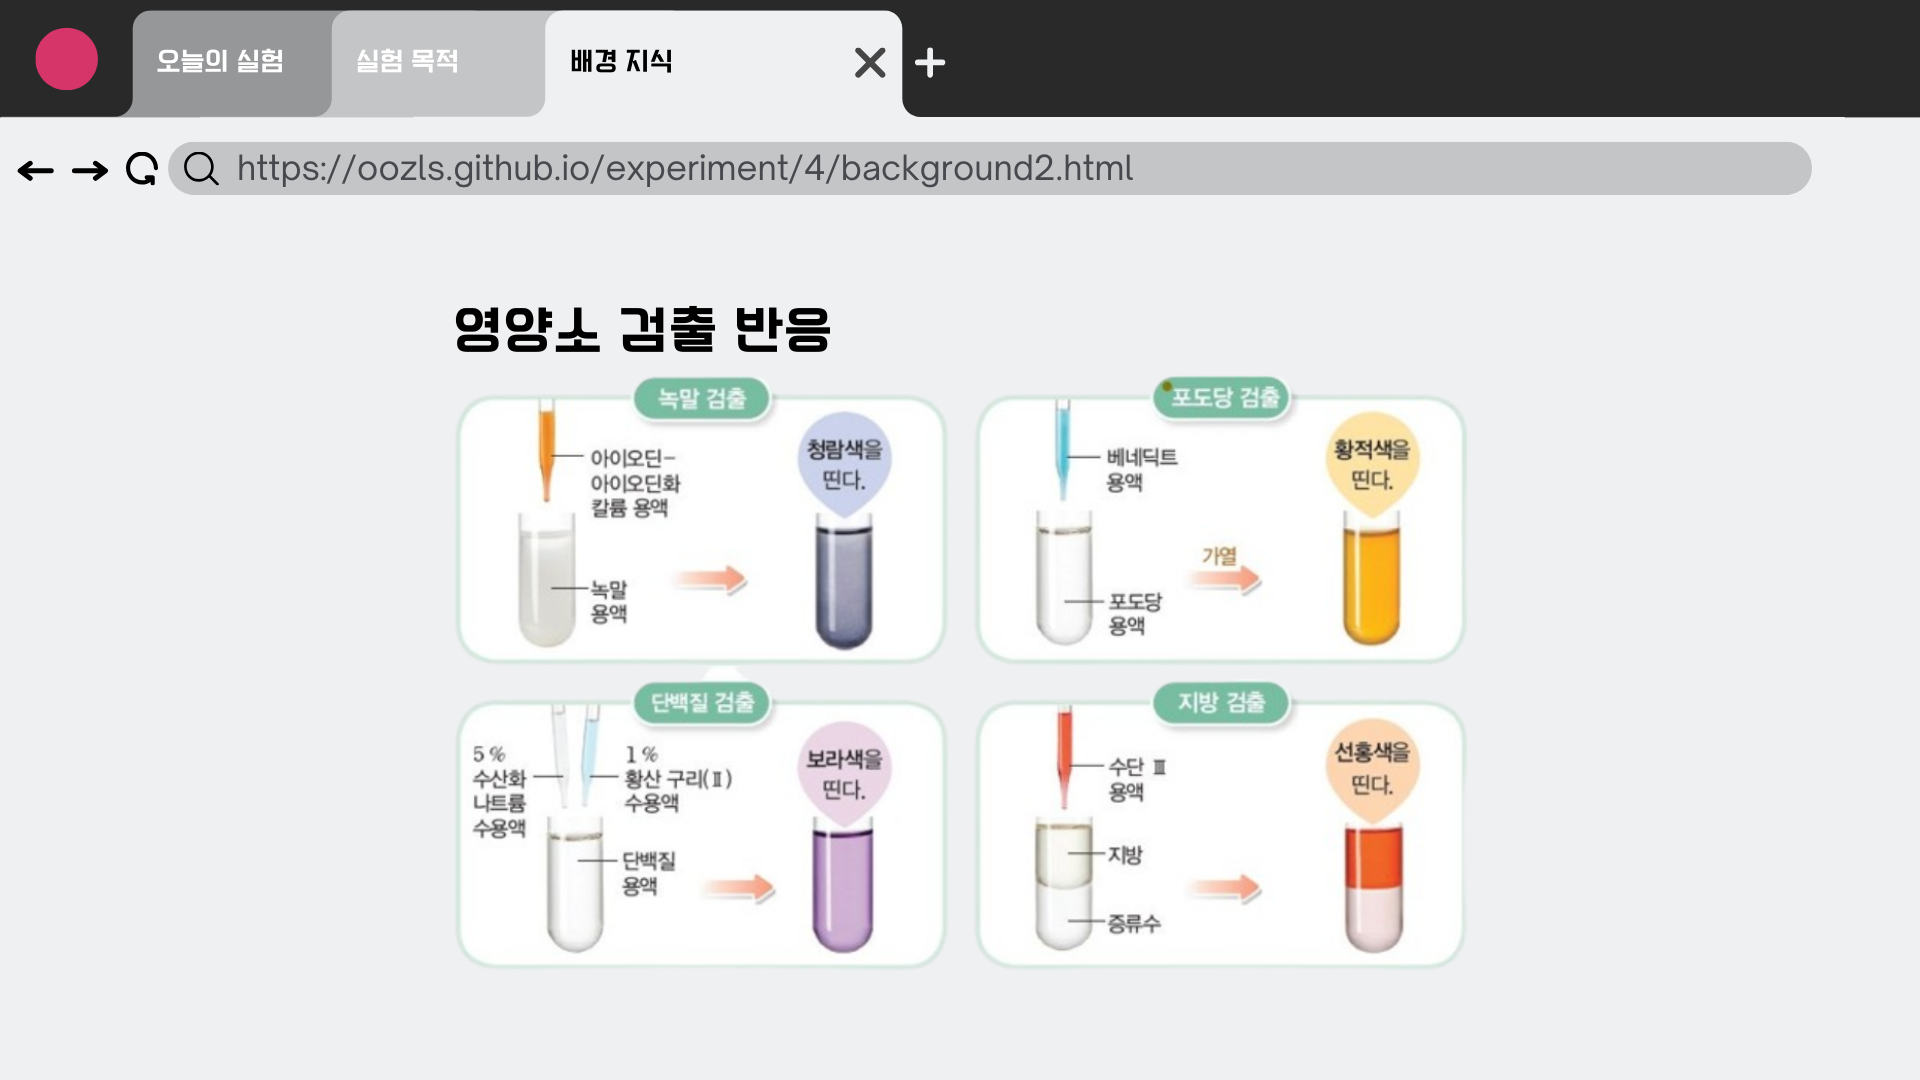 오늘의 실험
실험 목적
배경 지식
https://oozls.github.io/experiment/4/background2.html
영양소 검출 반응
녹말 검출
아이오딘-
아이오딘화
칼륨 용액
녹말
용액
청람색을
띤다.
포도당 검출
베네딕트
용액
가열
포도당
용액
황적색을
띤다.
단백질 검출
5 %
수산화
나트륨
수용액
1 %
황산 구리(Ⅱ)
수용액
단백질
용액
보라색을
띤다.
지방 검출
수단 Ⅲ
용액
지방
증류수
선홍색을
띤다.